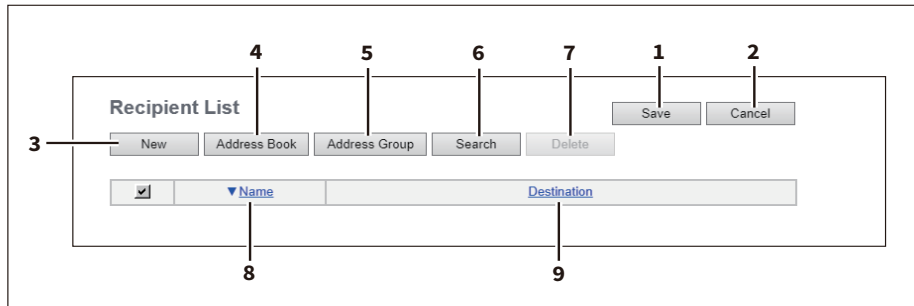 4 5 6 7 1 2
Recipient List
Save Cancel
3 New Address Book Address Group Search Delete
▼Name Destination
8 9